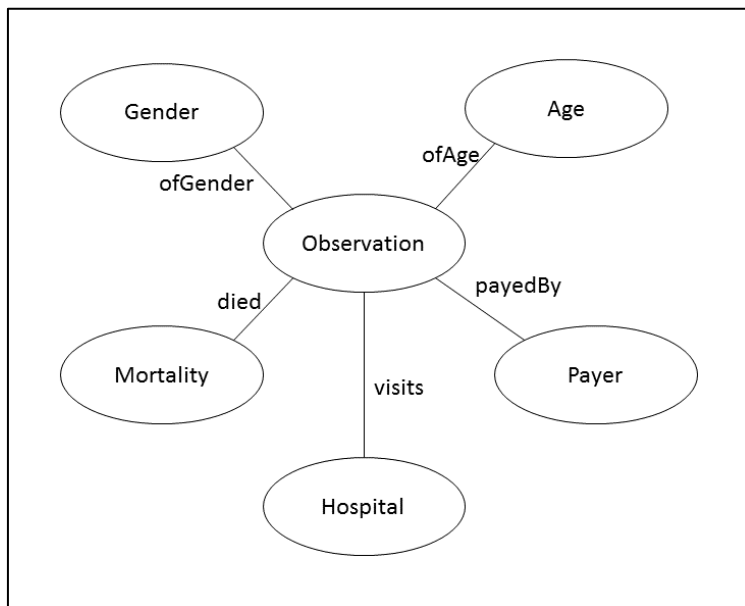 Gender
Age
ofGender
ofAge
Observation
died
payedBy
Mortality
visits
Payer
Hospital